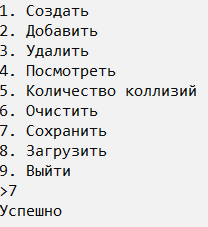 1. Создать
2. Добавить
3. Удалить
4. Посмотреть
5. Количество коллизий
6. Очистить
7. Сохранить
8. Загрузить
9. Выйти
>7
Успешно